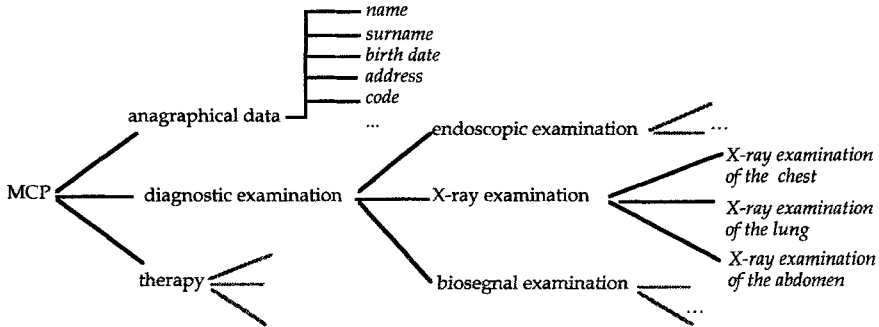 name
surname
birth date
address
code
...
anagraphical data
MCP
diagnostic examination
therapy
endoscopic examination
...
X-ray examination
biosegnal examination
...
X-ray examination
of the chest
X-ray examination
of the lung
X-ray examination
of the abdomen